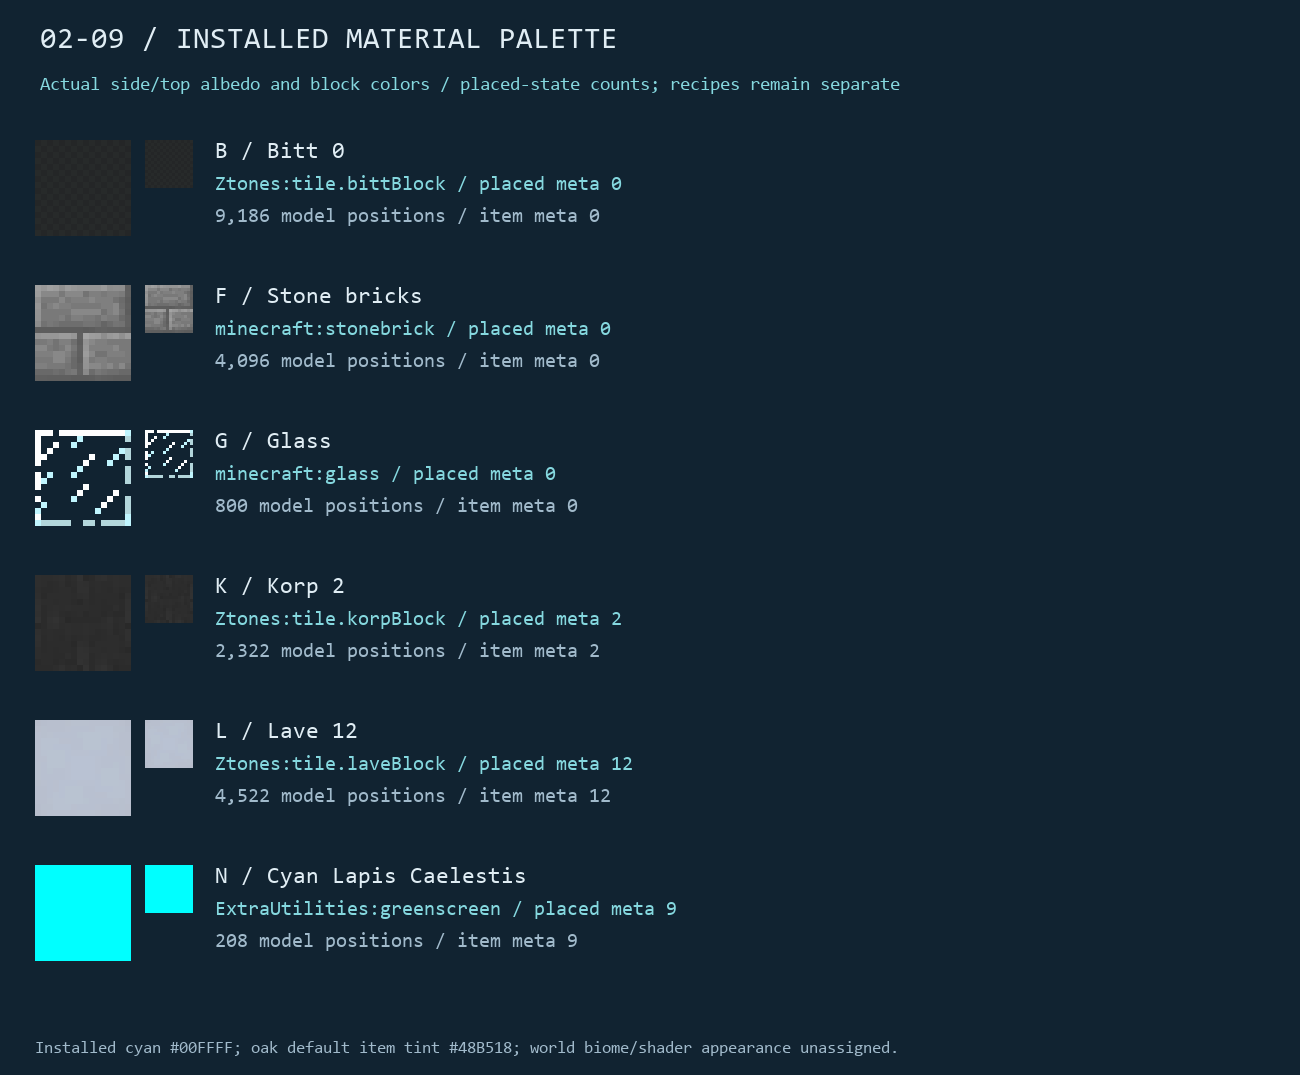 02-09 / INSTALLED MATERIAL PALETTE
Actual side/top albedo and block colors / placed-state counts; recipes remain separate
B / Bitt 0
Ztones:tile.bittBlock / placed meta 0
9,186 model positions / item meta 0
F / Stone bricks
minecraft:stonebrick / placed meta 0
4,096 model positions / item meta 0
G / Glass
minecraft:glass / placed meta 0
800 model positions / item meta 0
K / Korp 2
Ztones:tile.korpBlock / placed meta 2
2,322 model positions / item meta 2
L / Lave 12
Ztones:tile.laveBlock / placed meta 12
4,522 model positions / item meta 12
N / Cyan Lapis Caelestis
ExtraUtilities:greenscreen / placed meta 9
208 model positions / item meta 9
Installed cyan #00FFFF; oak default item tint #48B518; world biome/shader appearance unassigned.